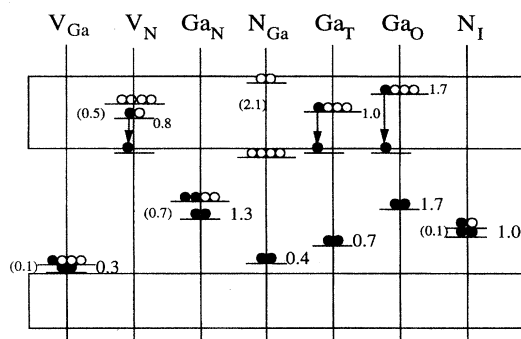 V_Ga V_N Ga_N N_Ga Ga_T Ga_O N_I
(0.5) 0.8 (2.1) 1.0 1.7
(0.7) 1.3 1.7
(0.1) 0.3 0.4 0.7 (0.1) 1.0